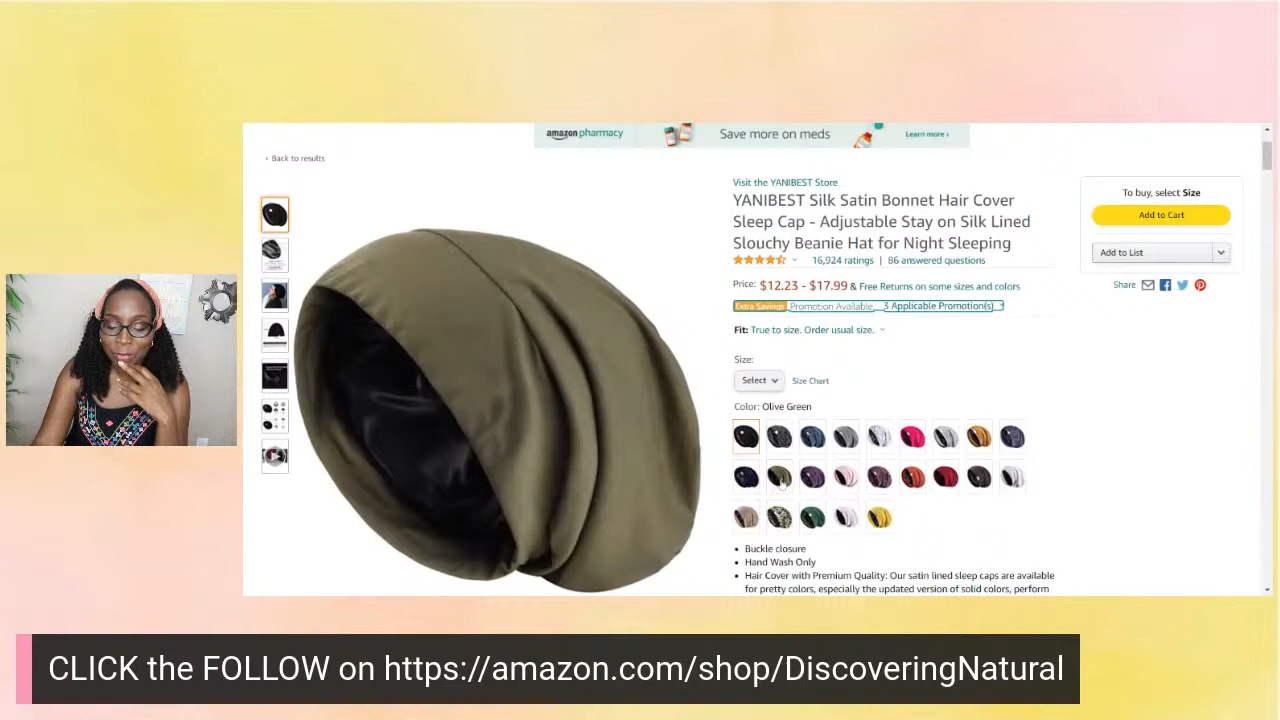 amazon pharmacy
Save more on meds
Learn more ›
‹ Back to results
Visit the YANIBEST Store
YANIBEST Silk Satin Bonnet Hair Cover
Sleep Cap - Adjustable Stay on Silk Lined
Slouchy Beanie Hat for Night Sleeping
16,924 ratings | 86 answered questions
Price: $12.23 - $17.99 & Free Returns on some sizes and colors
Extra Savings Promotion Available. 3 Applicable Promotion(s)
Fit: True to size. Order usual size.
Size:
Select
Size Chart
Color: Olive Green
• Buckle closure
• Hand Wash Only
• Hair Cover with Premium Quality: Our satin lined sleep caps are available
for pretty colors, especially the updated version of solid colors, perform
To buy, select Size
Add to Cart
Add to List
Share
CLICK the FOLLOW on https://amazon.com/shop/DiscoveringNatural